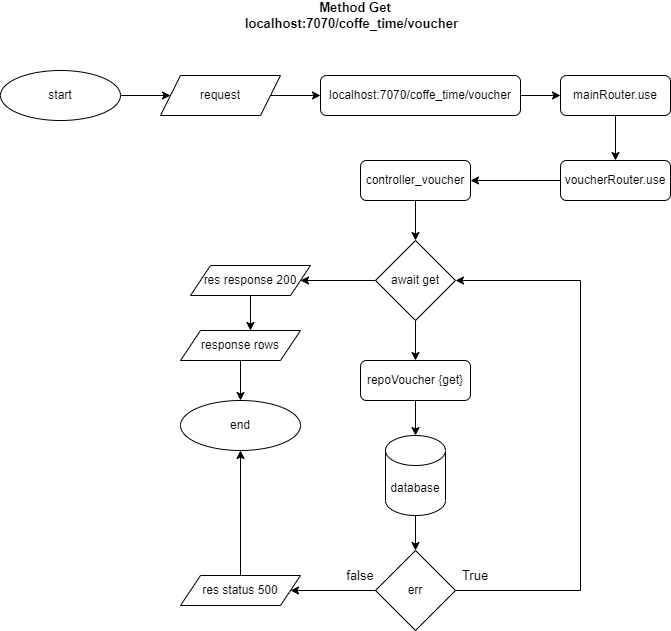 Method Get
localhost:7070/coffe_time/voucher
start
request
localhost:7070/coffe_time/voucher
mainRouter.use
controller_voucher
voucherRouter.use
res response 200
await get
response rows
repoVoucher {get}
end
database
false
True
res status 500
err